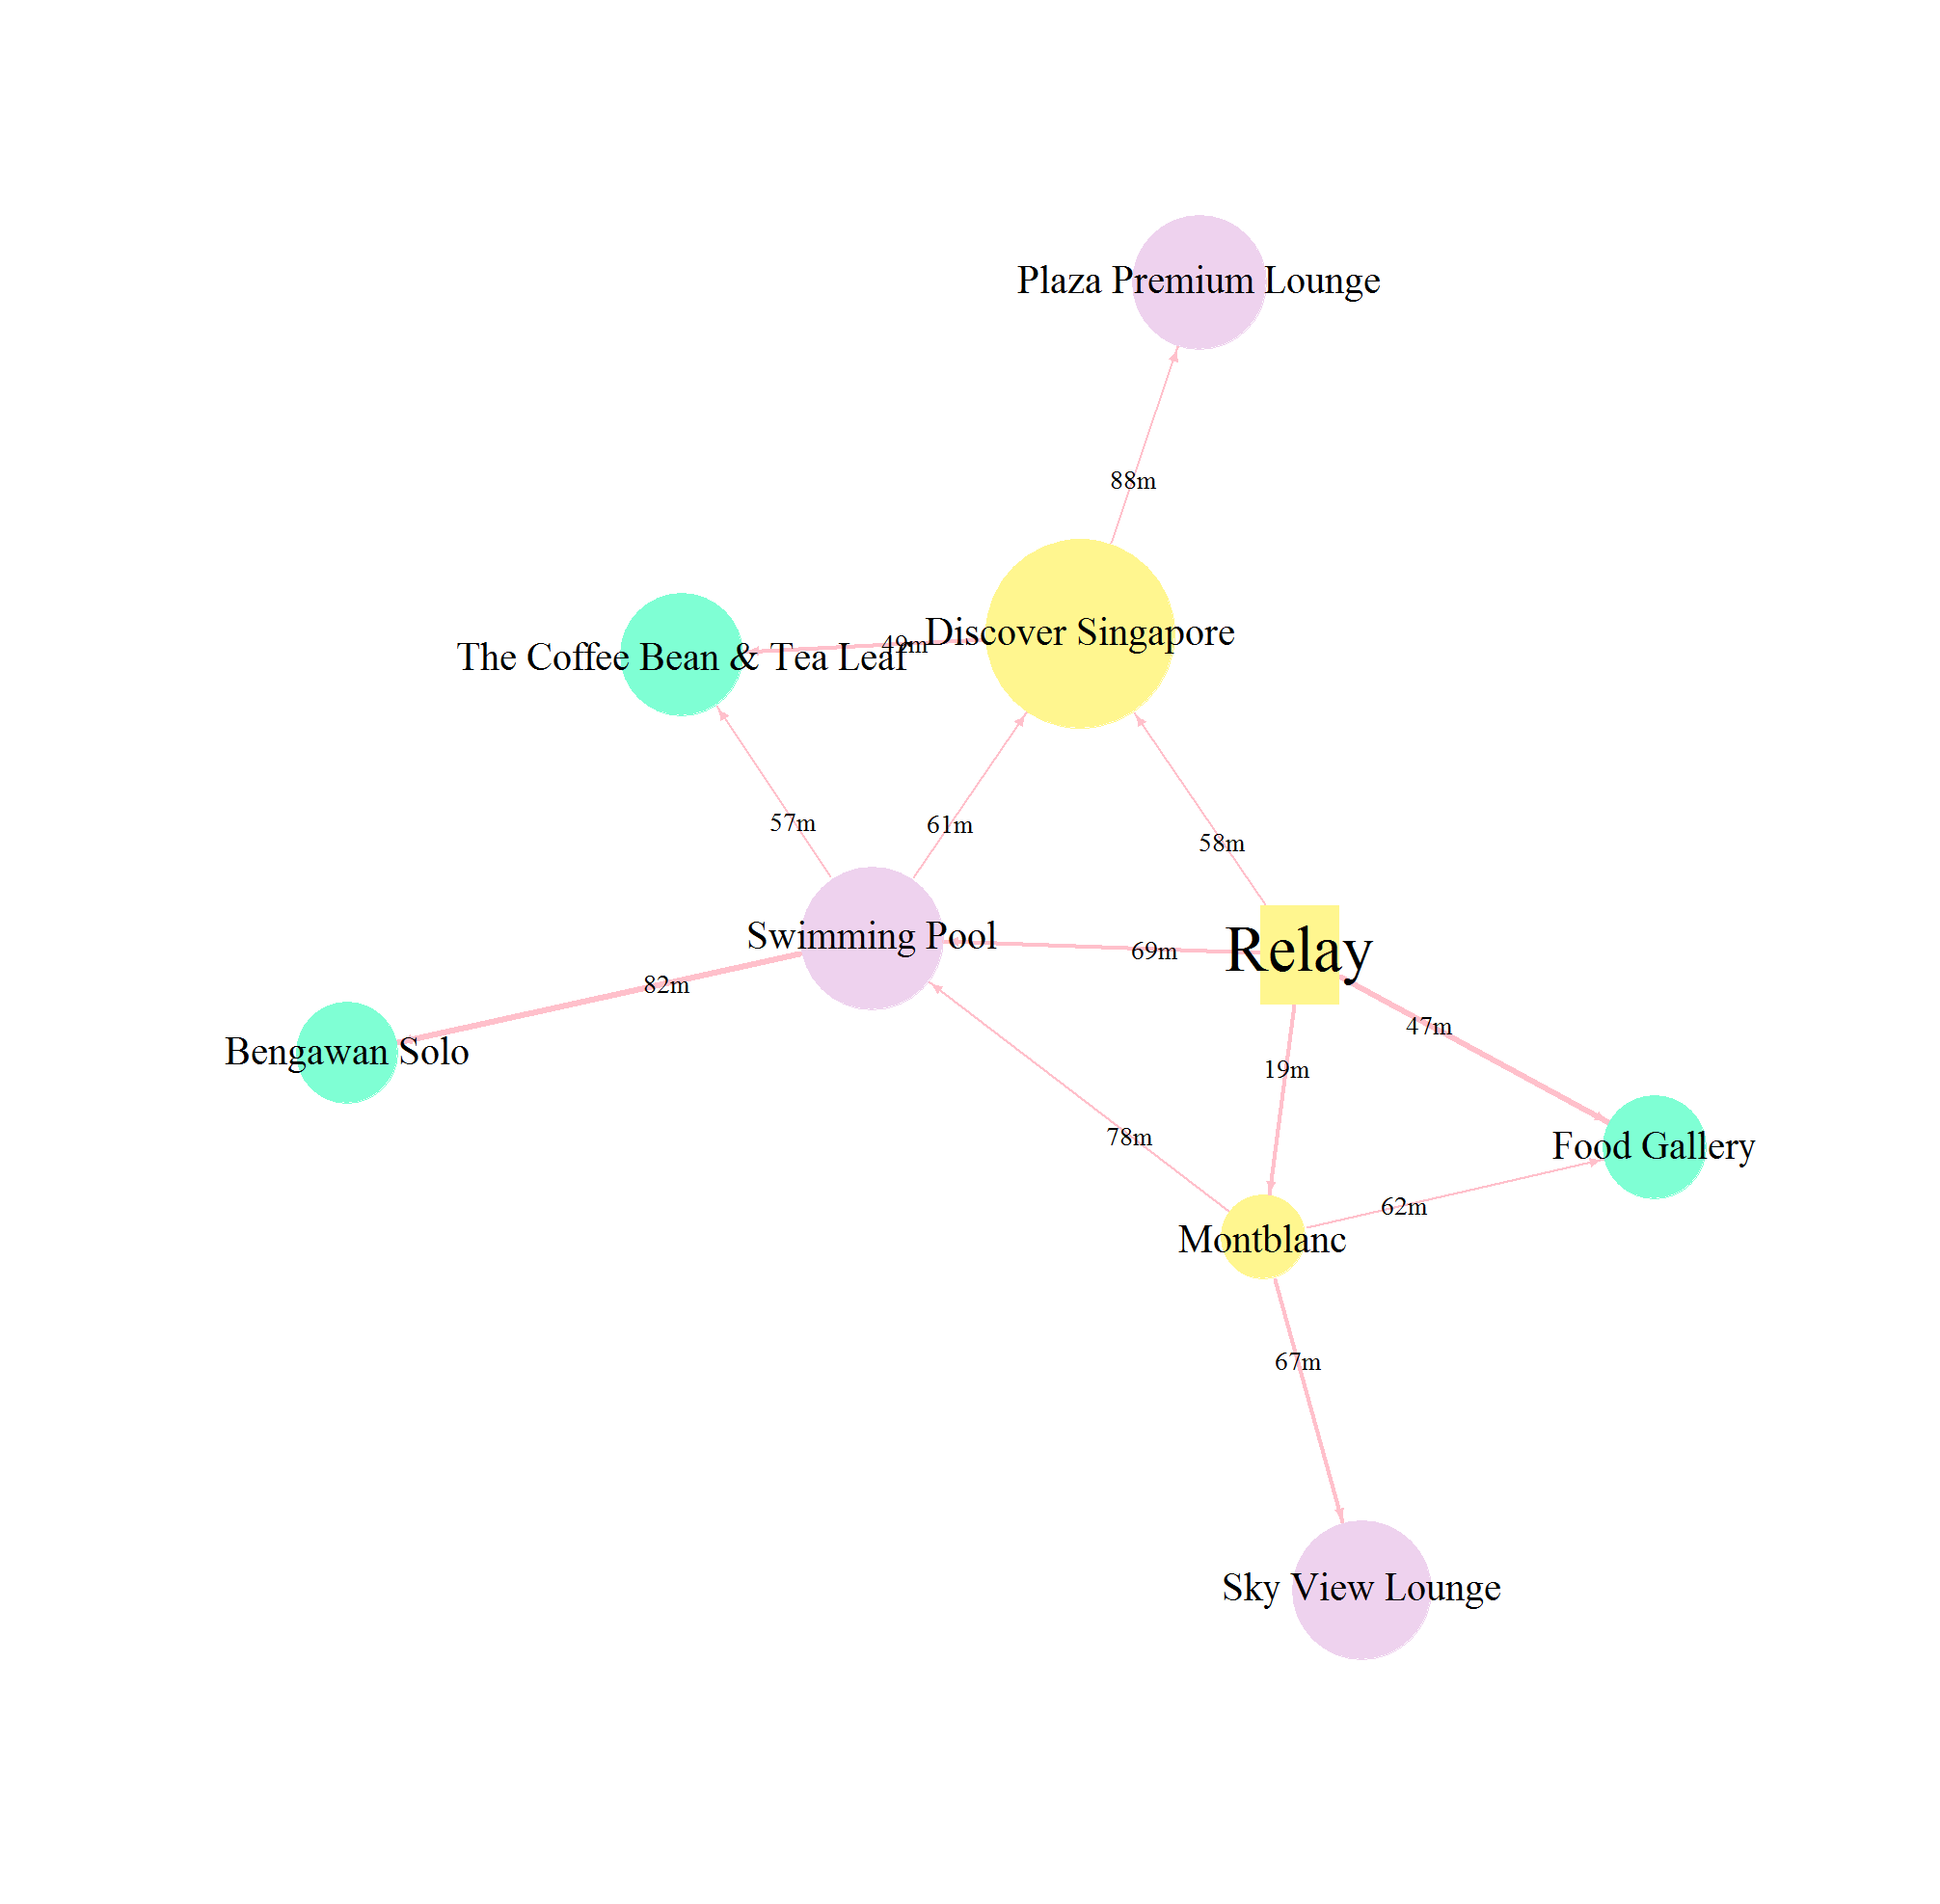 Plaza Premium Lounge
88m
Discover Singapore
49m
The Coffee Bean & Tea Leaf
57m
61m
58m
Swimming Pool
69m
Relay
82m
47m
Bengawan Solo
19m
78m
Food Gallery
62m
Montblanc
67m
Sky View Lounge